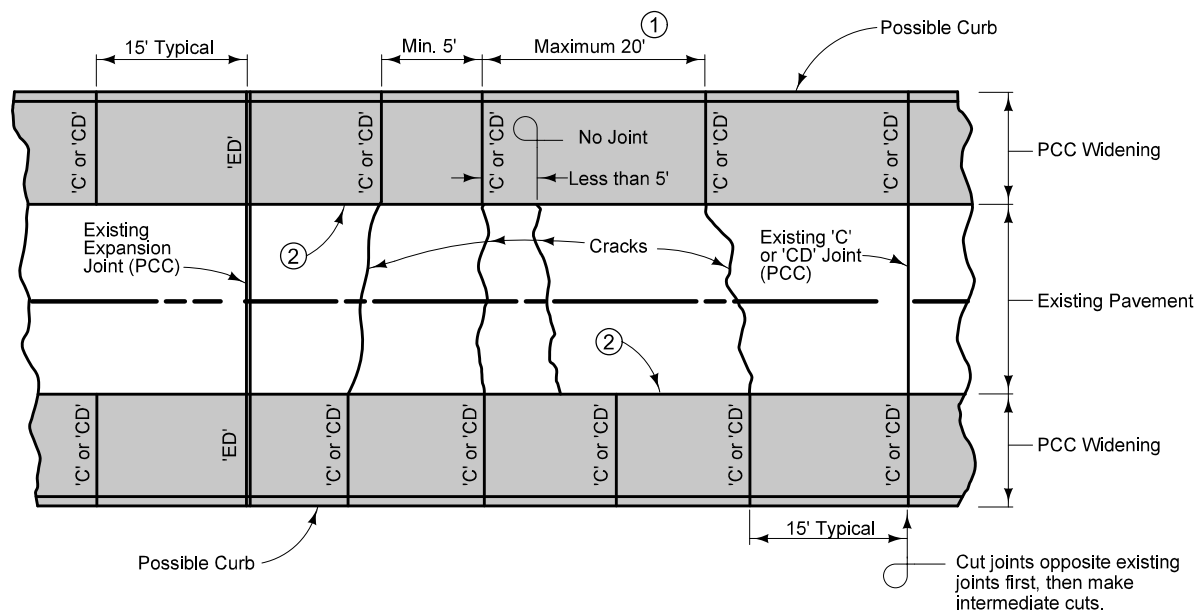 ①
Possible Curb
15' Typical
Min. 5'
Maximum 20'
'C' or 'CD'
'ED'
'C' or 'CD'
'C' or 'CD'
No Joint
Less than 5'
'C' or 'CD'
'C' or 'CD'
PCC Widening
Existing
Expansion
Joint (PCC)
②
Cracks
Existing 'C'
or 'CD' Joint
(PCC)
Existing Pavement
②
'C' or 'CD'
'ED'
'C' or 'CD'
'C' or 'CD'
'C' or 'CD'
'C' or 'CD'
'C' or 'CD'
PCC Widening
15' Typical
Possible Curb
Cut joints opposite existing
joints first, then make
intermediate cuts.